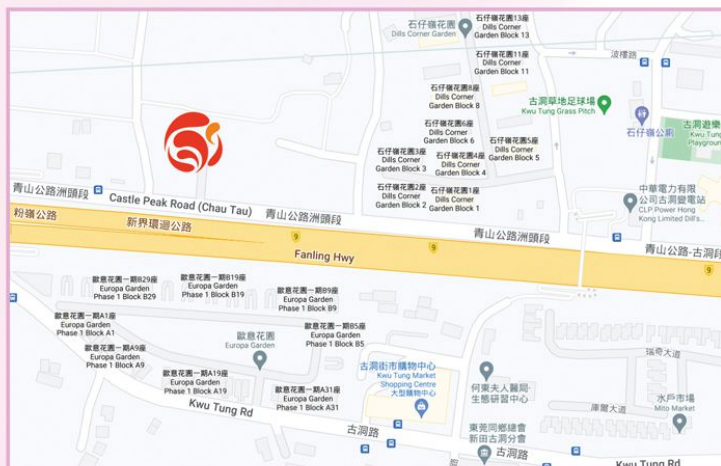 石仔嶺花園
Dills Corner
Garden
石仔嶺花園13座
Dills Corner
Garden Block 13
石仔嶺花園11座
Dills Corner
Garden Block 11
波樓路
石仔嶺花園8座
Dills Corner
Garden Block 8
古洞草地足球場
Kwu Tung Grass Pitch
石仔嶺公廁
古洞遊樂
Kwu Tung
Playground
石仔嶺花園6座
Dills Corner
Garden Block 6
石仔嶺花園5座
Dills Corner
Garden Block 5
石仔嶺花園3座
Dills Corner
Garden Block 3
石仔嶺花園4座
Dills Corner
Garden Block 4
石仔嶺花園2座
Dills Corner
Garden Block 2
石仔嶺花園1座
Dills Corner
Garden Block 1
中華電力有限
公司古洞變電站
CLP Power Hong
Kong Limited Dill's...
青山公路洲頭段
Castle Peak Road (Chau Tau)
青山公路洲頭段
青山公路洲頭段
青山公路-古洞段
粉嶺公路
新界環迴公路
Fanling Hwy
9
9
9
歐意花園一期B29座
Europa Garden
Phase 1 Block B29
歐意花園一期B19座
Europa Garden
Phase 1 Block B19
歐意花園一期B9座
Europa Garden
Phase 1 Block B9
歐意花園一期A1座
Europa Garden
Phase 1 Block A1
歐意花園
Europa Garden
歐意花園一期B5座
Europa Garden
Phase 1 Block B5
歐意花園一期A9座
Europa Garden
Phase 1 Block A9
歐意花園一期A19座
Europa Garden
Phase 1 Block A19
歐意花園一期A31座
Europa Garden
Phase 1 Block A31
古洞街市購物中心
Kwu Tung Market
Shopping Centre
大型購物中心
何東夫人醫局·
生態研習中心
瑞奇大道
庫爾大道
水戶市場
Mito Market
Kwu Tung Rd
古洞路
東莞同鄉總會
新田古洞分會
古洞路
Kwu Tung Rd